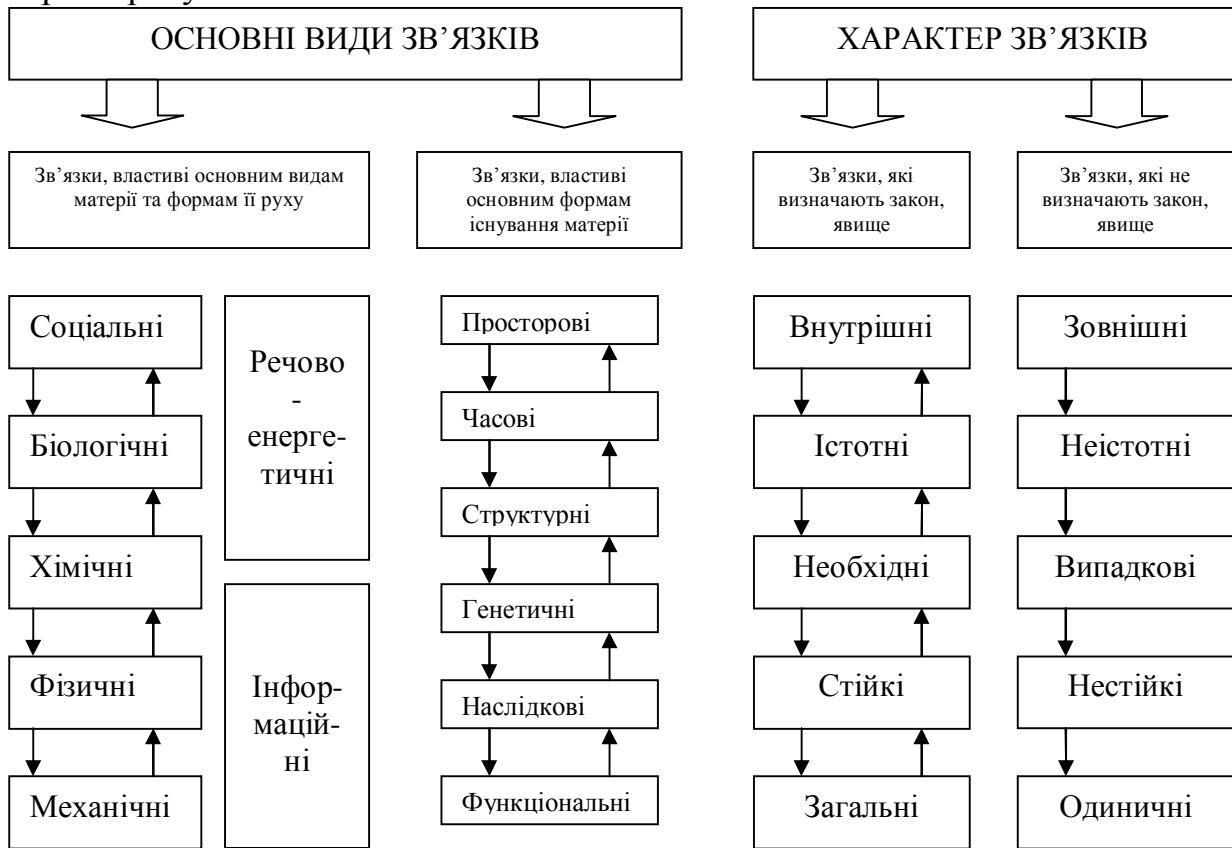 ОСНОВНІ ВИДИ ЗВ’ЯЗКІВ
ХАРАКТЕР ЗВ’ЯЗКІВ
Зв’язки, властиві основним видам
матерії та формам її руху
Зв’язки, властиві
основним формам
існування матерії
Зв’язки, які
визначають закон,
явище
Зв’язки, які не
визначають закон,
явище
Соціальні
Біологічні
Хімічні
Фізичні
Механічні
Речово
-
енерге-
тичні
Інфор-
мацій-
ні
Просторові
Часові
Структурні
Генетичні
Наслідкові
Функціональні
Внутрішні
Істотні
Необхідні
Стійкі
Загальні
Зовнішні
Неістотні
Випадкові
Нестійкі
Одиничні